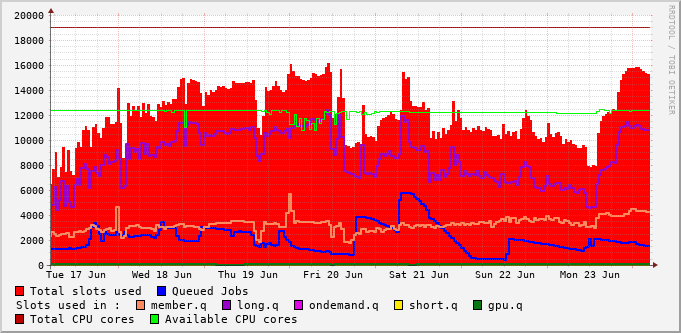 20000
18000
16000
14000
12000
10000
8000
6000
4000
2000
0
Tue 17 Jun Wed 18 Jun Thu 19 Jun Fri 20 Jun Sat 21 Jun Sun 22 Jun Mon 23 Jun
Total slots used Queued Jobs
Slots used in : member.q long.q ondemand.q short.q gpu.q
Total CPU cores Available CPU cores
RRDTOOL / TOBI OETIKER